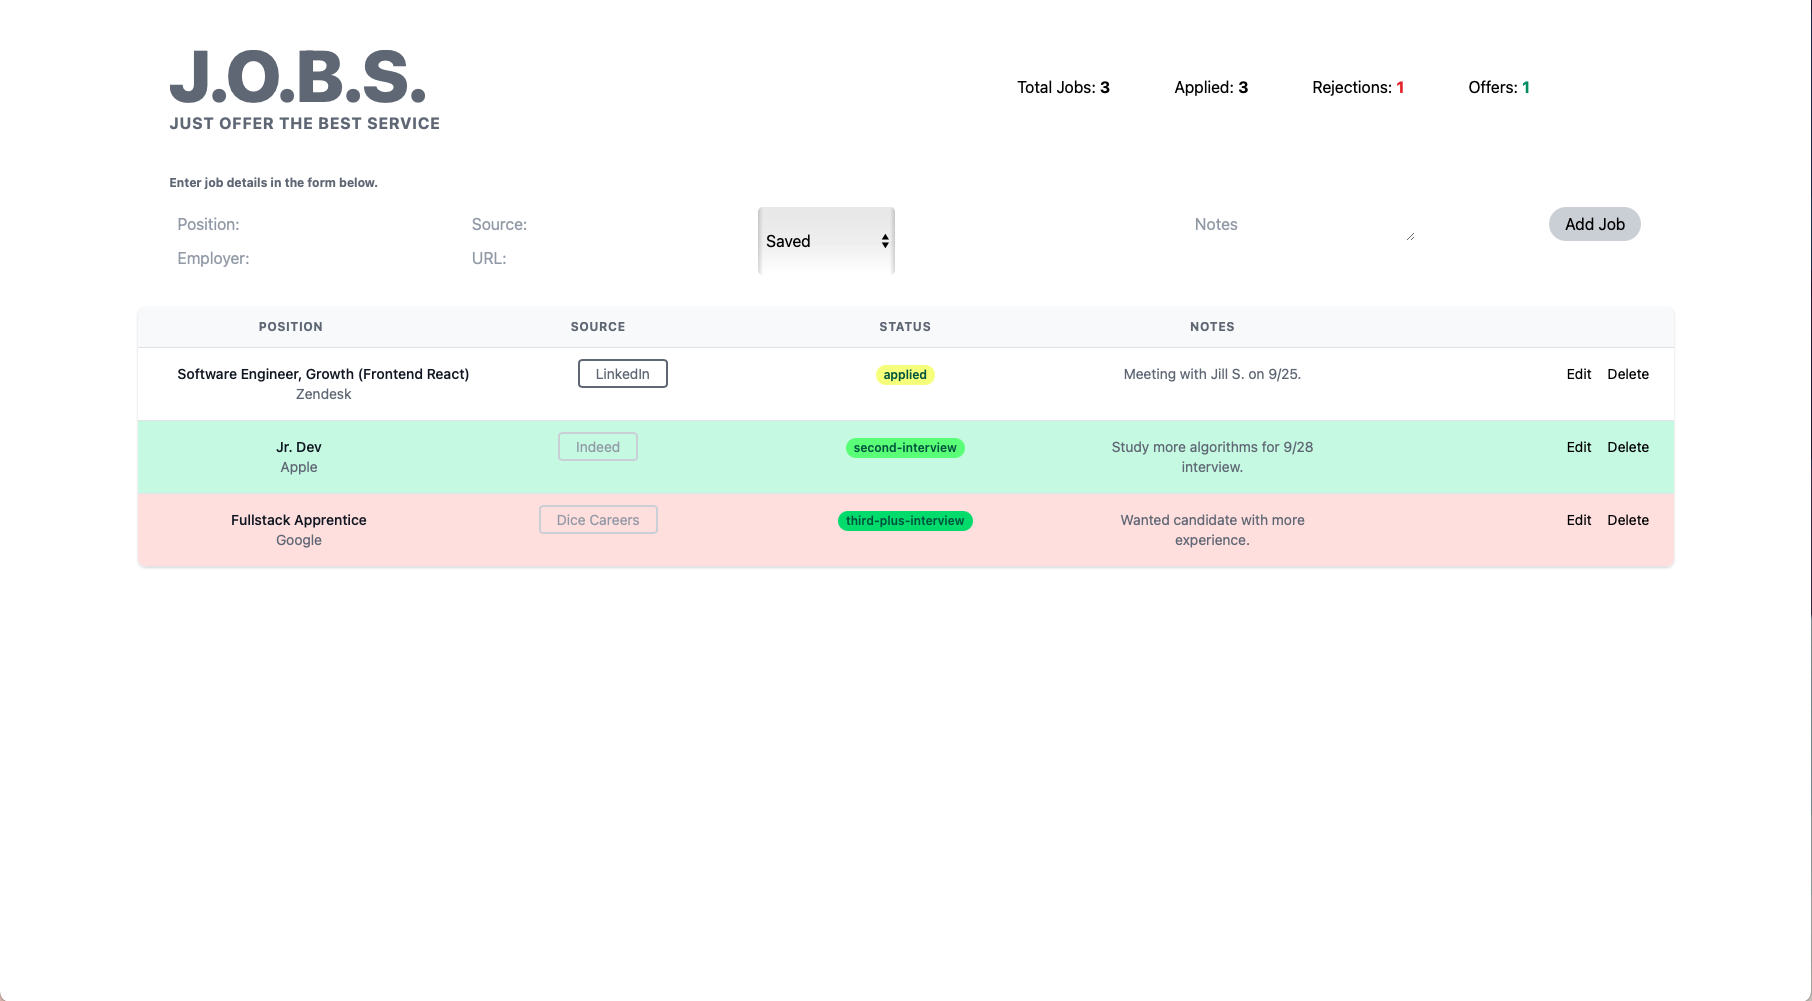 J.O.B.S.
JUST OFFER THE BEST SERVICE
Total Jobs: 3 Applied: 3 Rejections: 1 Offers: 1
Enter job details in the form below.
Position: Source: Saved Notes Add Job
Employer: URL:
POSITION SOURCE STATUS NOTES
Software Engineer, Growth (Frontend React) LinkedIn applied Meeting with Jill S. on 9/25. Edit Delete
Zendesk
Jr. Dev Indeed second-interview Study more algorithms for 9/28 Edit Delete
Apple interview.
Fullstack Apprentice Dice Careers third-plus-interview Wanted candidate with more Edit Delete
Google experience.